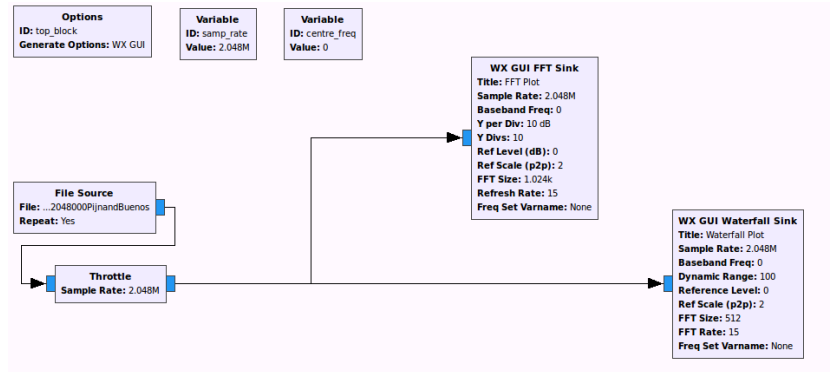 Options
ID: top_block
Generate Options: WX GUI
Variable
ID: samp_rate
Value: 2.048M
Variable
ID: centre_freq
Value: 0
WX GUI FFT Sink
Title: FFT Plot
Sample Rate: 2.048M
Baseband Freq: 0
Y per Div: 10 dB
Y Divs: 10
Ref Level (dB): 0
Ref Scale (p2p): 2
FFT Size: 1.024k
Refresh Rate: 15
Freq Set Varname: None
File Source
File: ...2048000PijnandBuenos
Repeat: Yes
Throttle
Sample Rate: 2.048M
WX GUI Waterfall Sink
Title: Waterfall Plot
Sample Rate: 2.048M
Baseband Freq: 0
Dynamic Range: 100
Reference Level: 0
Ref Scale (p2p): 2
FFT Size: 512
FFT Rate: 15
Freq Set Varname: None